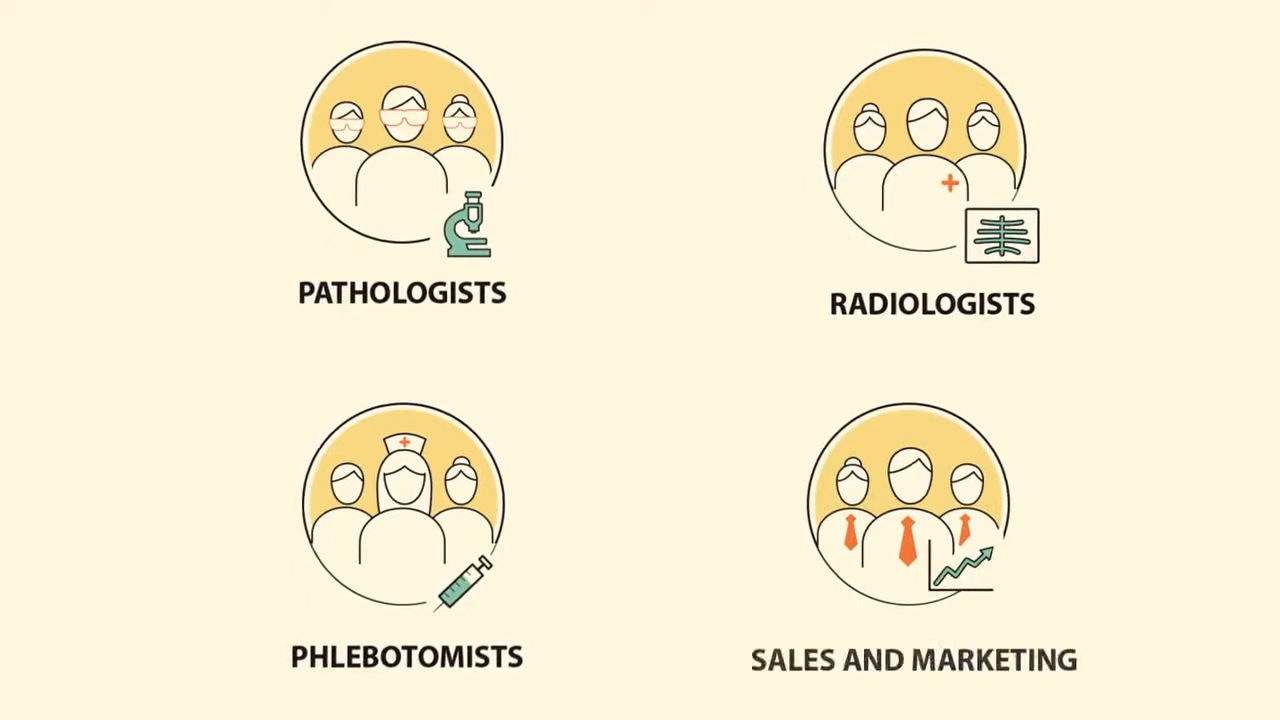 PATHOLOGISTS
RADIOLOGISTS
PHLEBOTOMISTS
SALES AND MARKETING